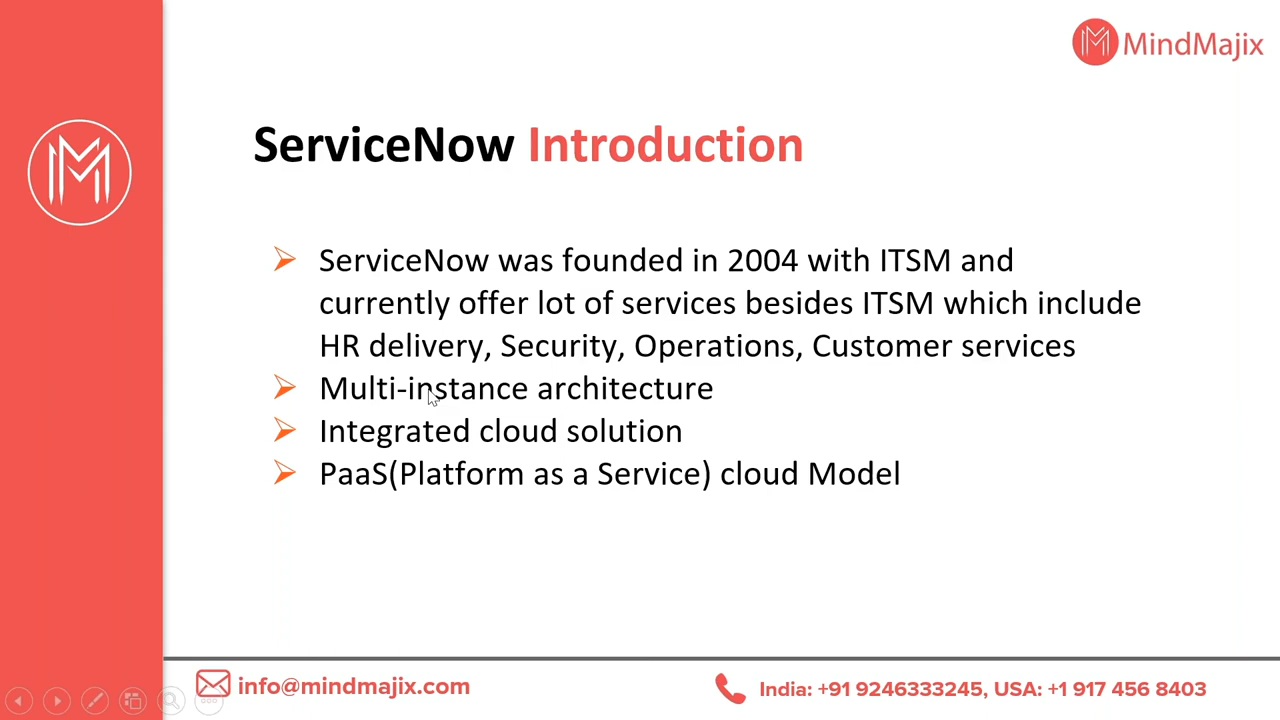 MindMajix
ServiceNow Introduction
ServiceNow was founded in 2004 with ITSM and
currently offer lot of services besides ITSM which include
HR delivery, Security, Operations, Customer services
Multi-instance architecture
Integrated cloud solution
PaaS(Platform as a Service) cloud Model
info@mindmajix.com
India: +91 9246333245, USA: +1 917 456 8403